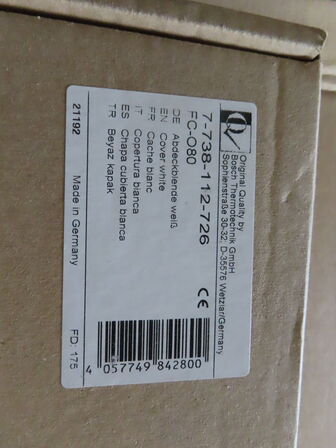 Original Quality by
Bosch Thermotechnik GmbH
Sophienstraße 30-32; D-35576 Wetzlar/Germany
7-738-112-726
FC-O80
DE Abdeckblende weiß
EN Cover white
FR Cache blanc
IT Copertura bianca
ES Chapa cubierta bianca
TR Beyaz kapak
CE
4 057749 842800
21192 Made in Germany FD: 175